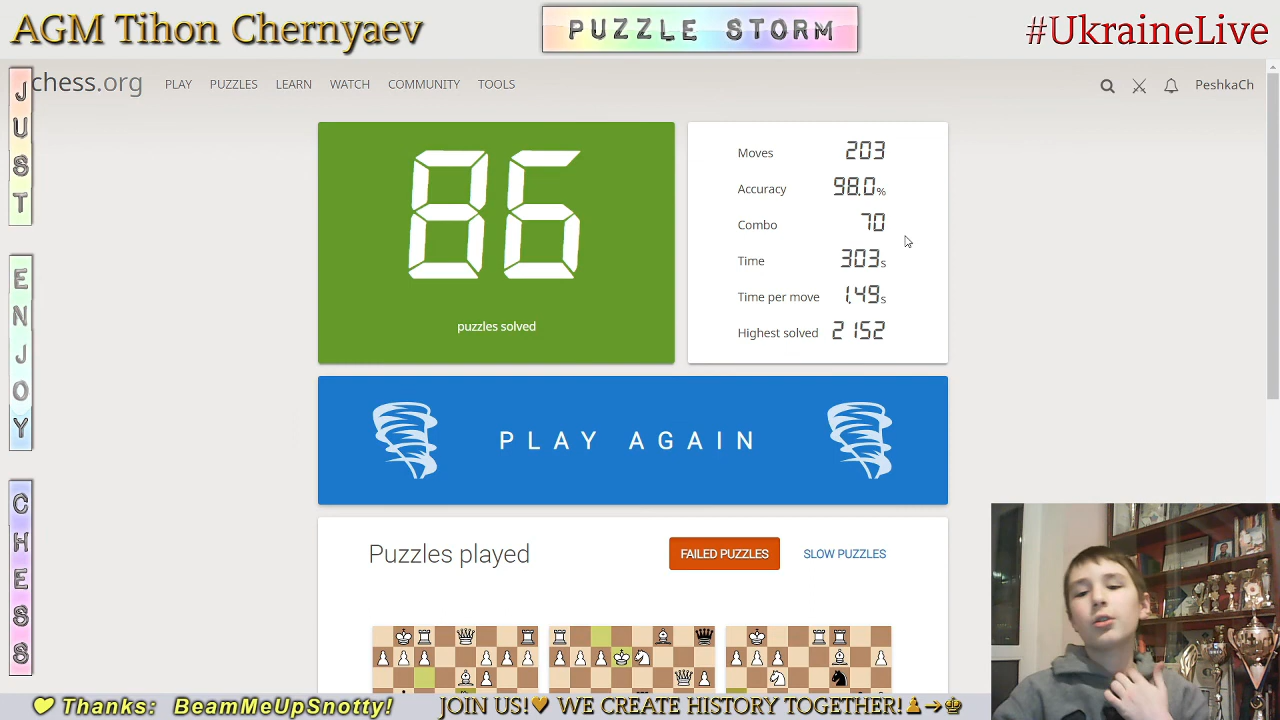 AGM Tihon Chernyaev
PUZZLE STORM
#UkraineLive
chess.org
PLAY
PUZZLES
LEARN
WATCH
COMMUNITY
TOOLS
PeshkaCh
JUST
ENJOY
CHESS
86
puzzles solved
Moves 203
Accuracy 98.0%
Combo 70
Time 303s
Time per move 1.49s
Highest solved 2152
PLAY AGAIN
Puzzles played
FAILED PUZZLES
SLOW PUZZLES
Thanks: BeamMeUpSnotty!
JOIN US! WE CREATE HISTORY TOGETHER!